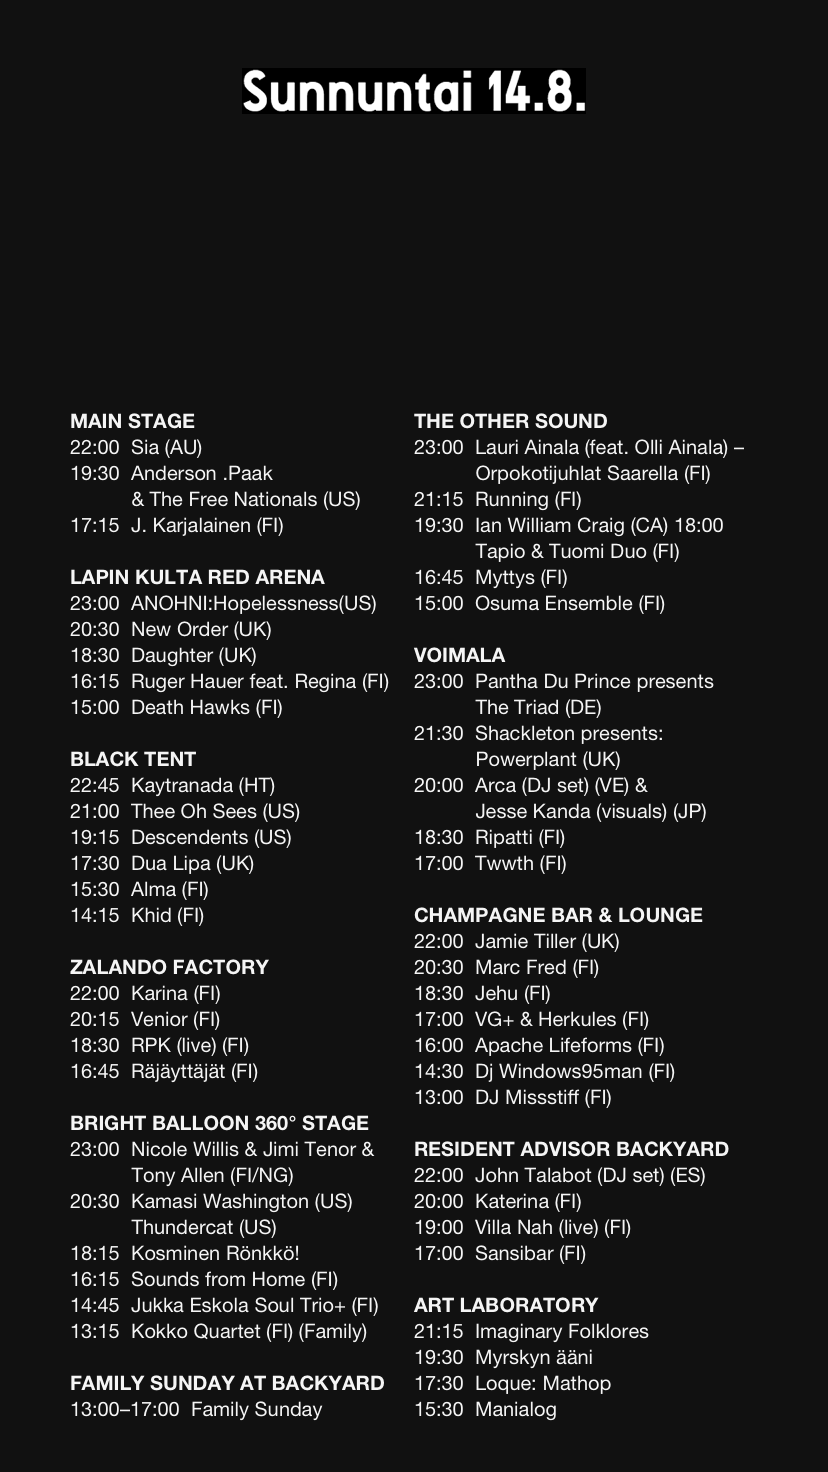 Sunnuntai 14.8.
MAIN STAGE
22:00 Sia (AU)
19:30 Anderson .Paak
& The Free Nationals (US)
17:15 J. Karjalainen (FI)
LAPIN KULTA RED ARENA
23:00 ANOHNI:Hopelessness(US)
20:30 New Order (UK)
18:30 Daughter (UK)
16:15 Ruger Hauer feat. Regina (FI)
15:00 Death Hawks (FI)
BLACK TENT
22:45 Kaytranada (HT)
21:00 Thee Oh Sees (US)
19:15 Descendents (US)
17:30 Dua Lipa (UK)
15:30 Alma (FI)
14:15 Khid (FI)
ZALANDO FACTORY
22:00 Karina (FI)
20:15 Venior (FI)
18:30 RPK (live) (FI)
16:45 Räjäyttäjät (FI)
BRIGHT BALLOON 360° STAGE
23:00 Nicole Willis & Jimi Tenor &
Tony Allen (FI/NG)
20:30 Kamasi Washington (US)
Thundercat (US)
18:15 Kosminen Rönkkö!
16:15 Sounds from Home (FI)
14:45 Jukka Eskola Soul Trio+ (FI)
13:15 Kokko Quartet (FI) (Family)
FAMILY SUNDAY AT BACKYARD
13:00–17:00 Family Sunday
THE OTHER SOUND
23:00 Lauri Ainala (feat. Olli Ainala) –
Orpokotijuhlat Saarella (FI)
21:15 Running (FI)
19:30 Ian William Craig (CA) 18:00
Tapio & Tuomi Duo (FI)
16:45 Myttys (FI)
15:00 Osuma Ensemble (FI)
VOIMALA
23:00 Pantha Du Prince presents
The Triad (DE)
21:30 Shackleton presents:
Powerplant (UK)
20:00 Arca (DJ set) (VE) &
Jesse Kanda (visuals) (JP)
18:30 Ripatti (FI)
17:00 Twwth (FI)
CHAMPAGNE BAR & LOUNGE
22:00 Jamie Tiller (UK)
20:30 Marc Fred (FI)
18:30 Jehu (FI)
17:00 VG+ & Herkules (FI)
16:00 Apache Lifeforms (FI)
14:30 Dj Windows95man (FI)
13:00 DJ Missstiff (FI)
RESIDENT ADVISOR BACKYARD
22:00 John Talabot (DJ set) (ES)
20:00 Katerina (FI)
19:00 Villa Nah (live) (FI)
17:00 Sansibar (FI)
ART LABORATORY
21:15 Imaginary Folklores
19:30 Myrskyn ääni
17:30 Loque: Mathop
15:30 Manialog